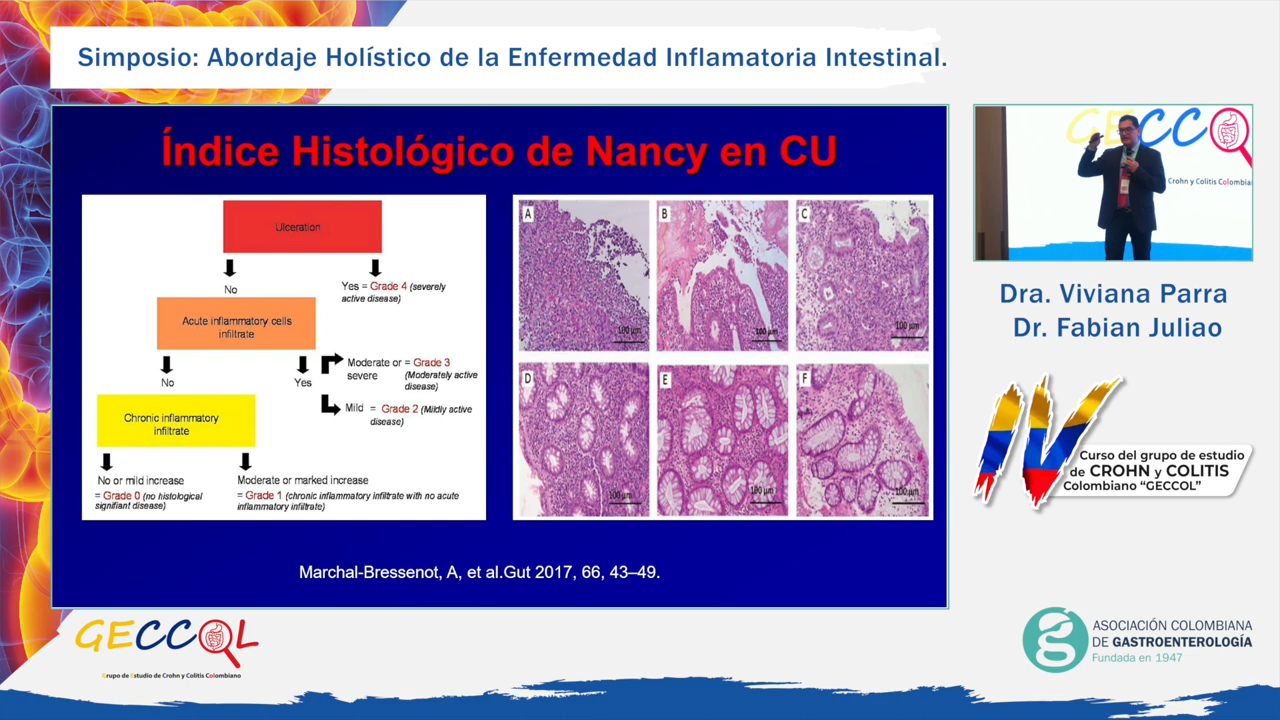 Simposio: Abordaje Holístico de la Enfermedad Inflamatoria Intestinal.
Índice Histológico de Nancy en CU
Ulceration
No
Yes = Grade 4 (severely
active disease)
Acute inflammatory cells
infiltrate
No
Yes
Moderate or = Grade 3
severe (Moderately active
disease)
Mild = Grade 2 (Mildly active
disease)
Chronic inflammatory
infiltrate
No or mild increase
= Grade 0 (no histological
signifiant disease)
Moderate or marked increase
= Grade 1 (chronic inflammatory infiltrate with no acute
inflammatory infiltrate)
A
100 µm
B
100 µm
C
100 µm
D
100 µm
E
100 µm
F
100 µm
Marchal-Bressenot, A, et al.Gut 2017, 66, 43–49.
GECC
Crohn y Colitis Colombia
Dra. Viviana Parra
Dr. Fabian Juliao
IV
Curso del grupo de estudio
de CROHN y COLITIS
Colombiano “GECCOL”
GECCOL
Grupo de Estudio de Crohn y Colitis Colombiano
ASOCIACIÓN COLOMBIANA
DE GASTROENTEROLOGÍA
Fundada en 1947